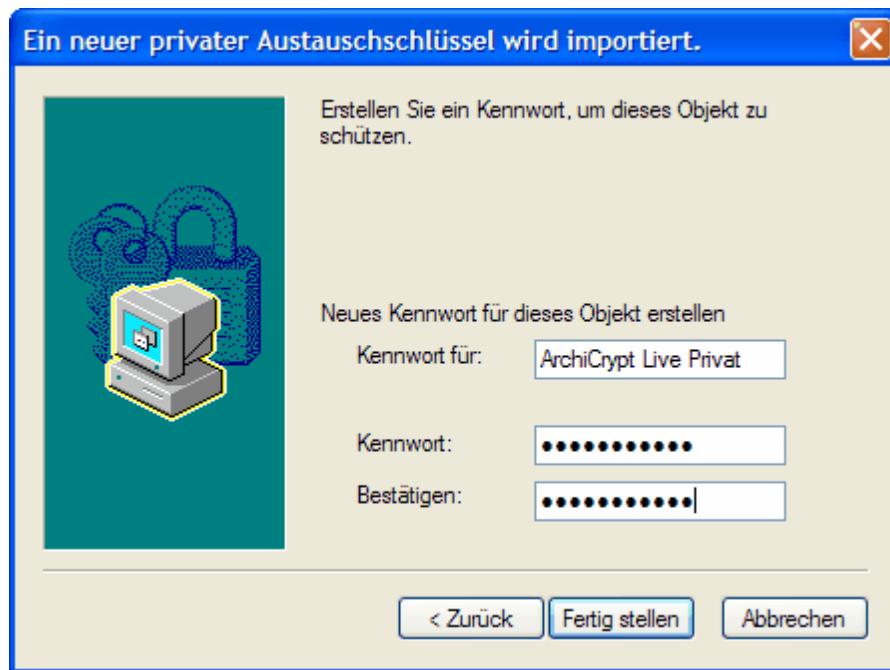 Ein neuer privater Austauschschlüssel wird importiert.
Erstellen Sie ein Kennwort, um dieses Objekt zu
schützen.
Neues Kennwort für dieses Objekt erstellen
Kennwort für: ArchiCrypt Live Privat
Kennwort: ●●●●●●●●●●●
Bestätigen: ●●●●●●●●●●●
< Zurück Fertig stellen Abbrechen